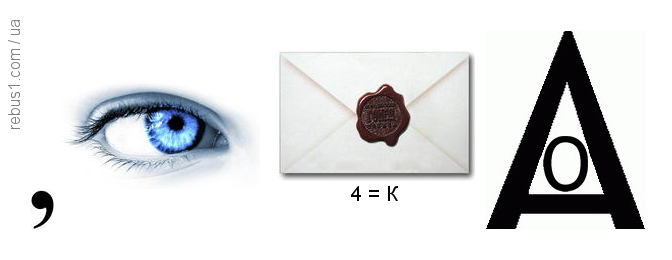 rebus1.com/ua
,
4 = К
А
О